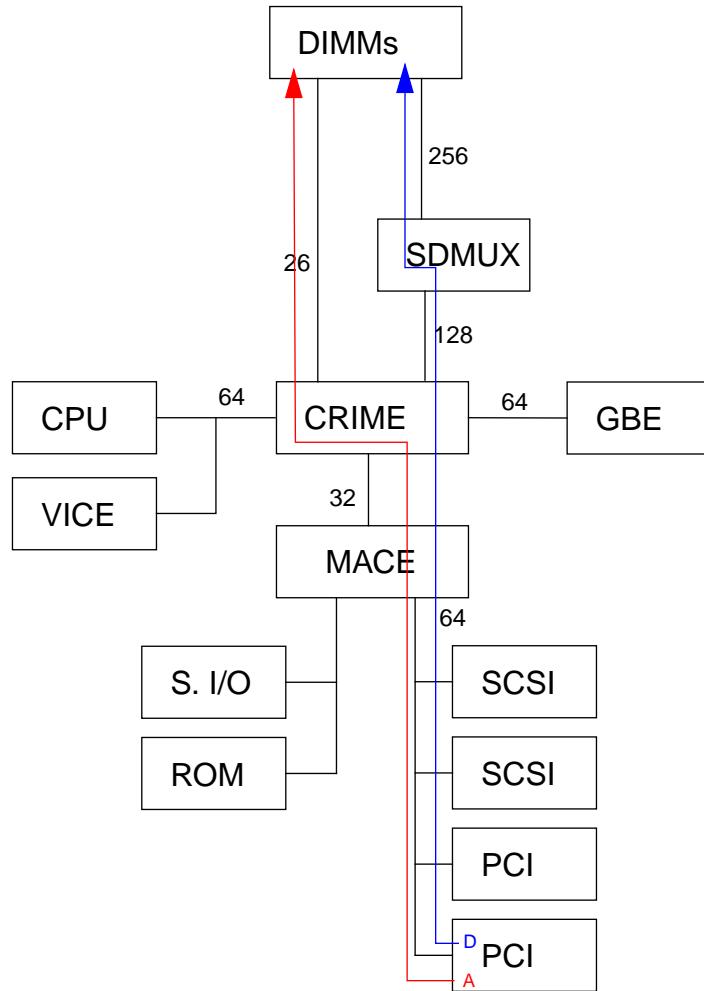 DIMMs
256
26
SDMUX
128
CPU
64
CRIME
64
GBE
VICE
32
MACE
64
S. I/O
SCSI
ROM
SCSI
PCI
D
PCI
A